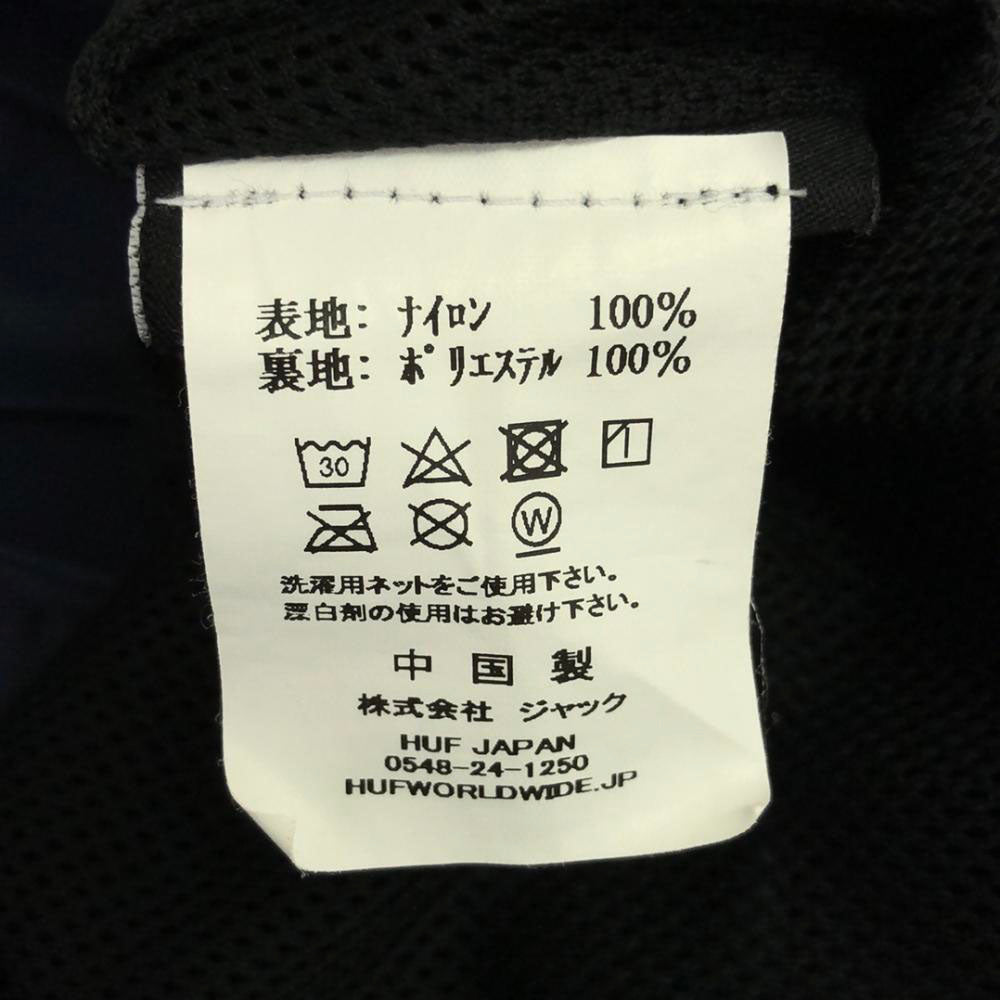 表地: ナイロン 100%
裏地: ポリエステル 100%
30
W
洗濯用ネットをご使用下さい。
漂白剤の使用はお避け下さい。
中国製
株式会社 ジャック
HUF JAPAN
0548-24-1250
HUFWORLDWIDE.JP